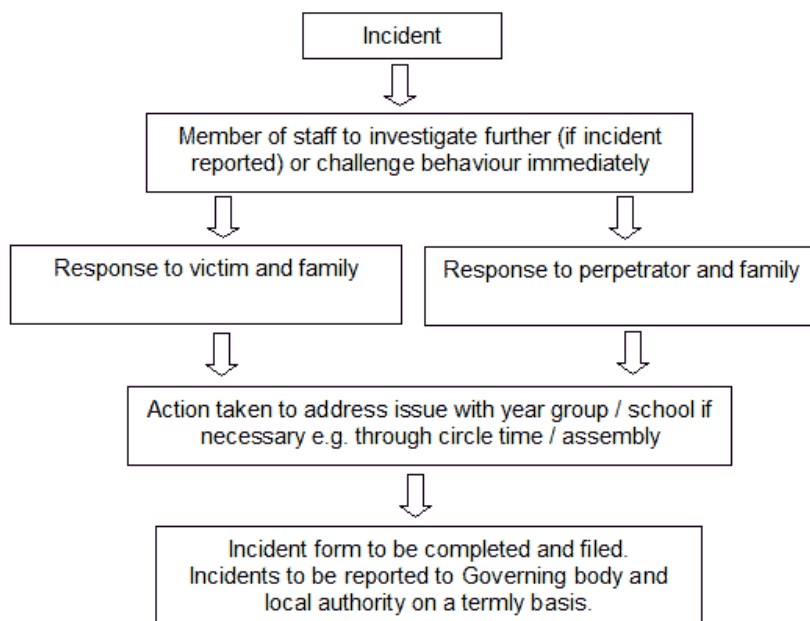 Incident
Member of staff to investigate further (if incident
reported) or challenge behaviour immediately
Response to victim and family
Response to perpetrator and family
Action taken to address issue with year group / school if
necessary e.g. through circle time / assembly
Incident form to be completed and filed.
Incidents to be reported to Governing body and
local authority on a termly basis.